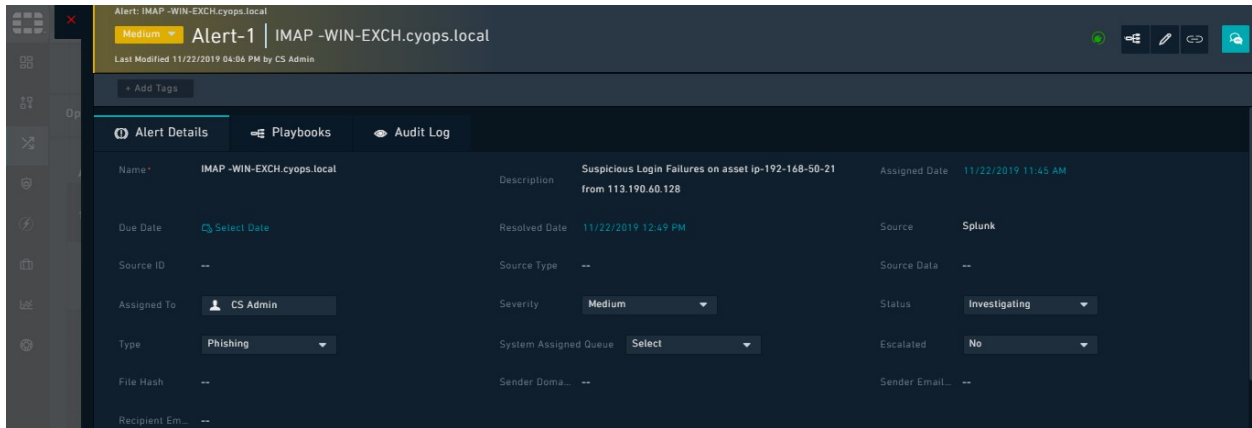 Alert: IMAP -WIN-EXCH.cyops.local
Medium Alert-1 | IMAP -WIN-EXCH.cyops.local
Last Modified 11/22/2019 04:06 PM by CS Admin
+ Add Tags
Op
Alert Details Playbooks Audit Log
Name* IMAP -WIN-EXCH.cyops.local Description Suspicious Login Failures on asset ip-192-168-50-21 Assigned Date 11/22/2019 11:45 AM
from 113.190.60.128
Due Date Select Date Resolved Date 11/22/2019 12:49 PM Source Splunk
Source ID -- Source Type -- Source Data --
Assigned To CS Admin Severity Medium Status Investigating
Type Phishing System Assigned Queue Select Escalated No
File Hash -- Sender Doma... -- Sender Email... --
Recipient Em... --